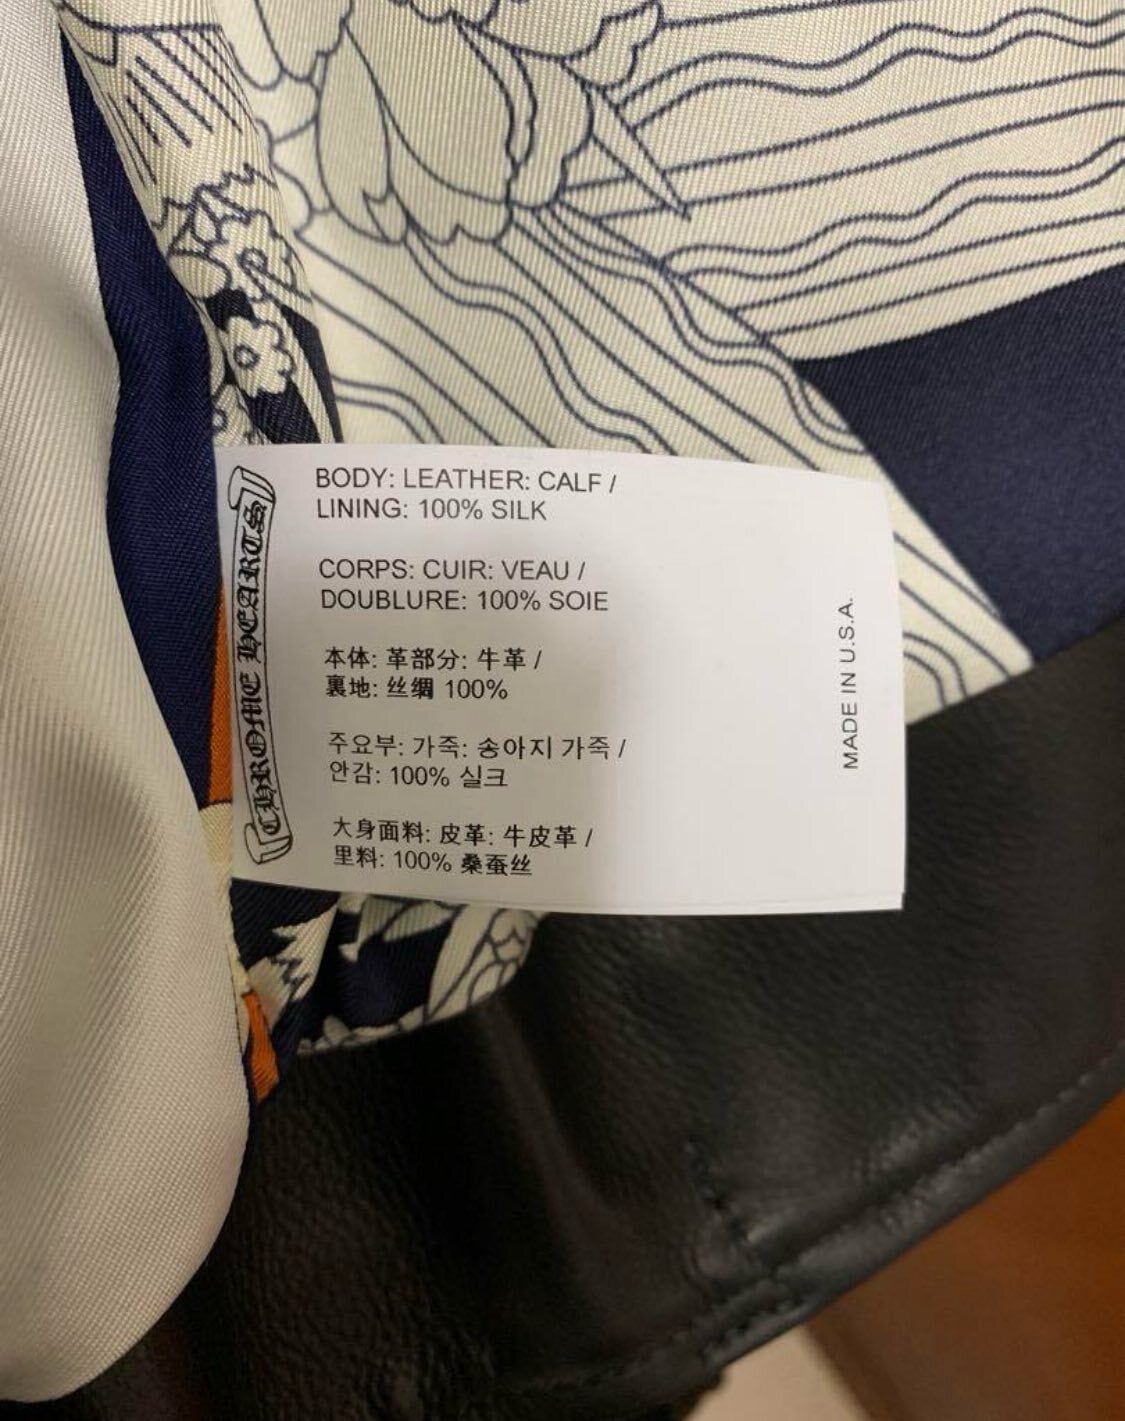 CHROME HEARTS
BODY: LEATHER: CALF /
LINING: 100% SILK
CORPS: CUIR: VEAU /
DOUBLURE: 100% SOIE
本体: 革部分: 牛革 /
裏地: 丝绸 100%
주요부: 가죽: 송아지 가죽 /
안감: 100% 실크
大身面料: 皮革: 牛皮革 /
里料: 100% 桑蚕丝
MADE IN U.S.A.